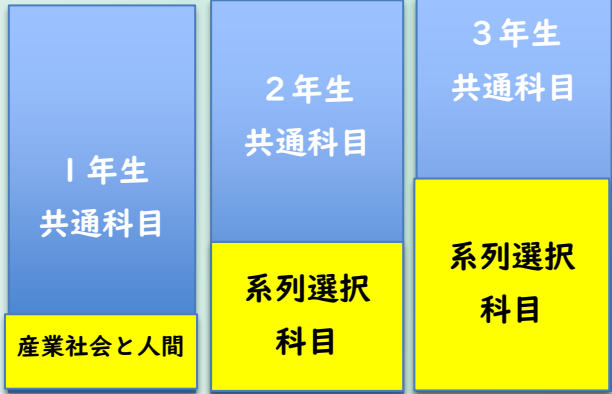 1年生
共通科目
産業社会と人間
2年生
共通科目
系列選択
科目
3年生
共通科目
系列選択
科目